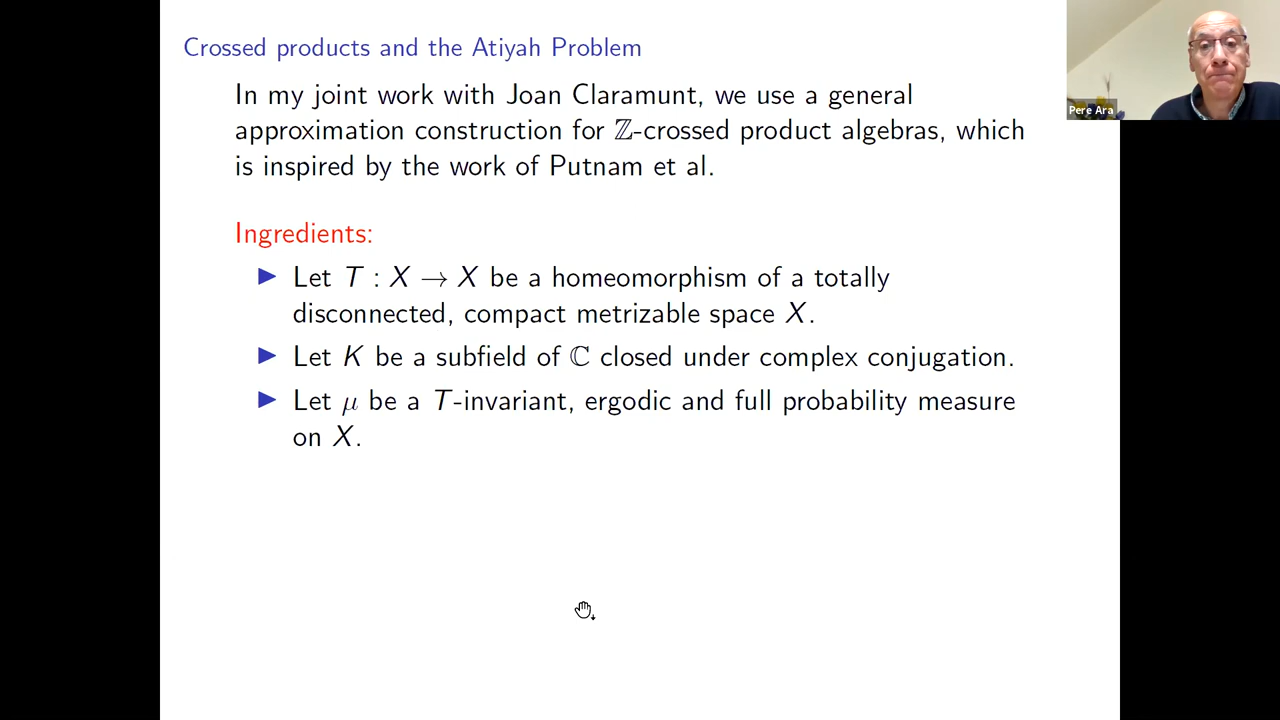 Crossed products and the Atiyah Problem
In my joint work with Joan Claramunt, we use a general
approximation construction for ℤ-crossed product algebras, which
is inspired by the work of Putnam et al.
Ingredients:
▶ Let T : X → X be a homeomorphism of a totally
disconnected, compact metrizable space X.
▶ Let K be a subfield of ℂ closed under complex conjugation.
▶ Let μ be a T-invariant, ergodic and full probability measure
on X.
Pere Ara